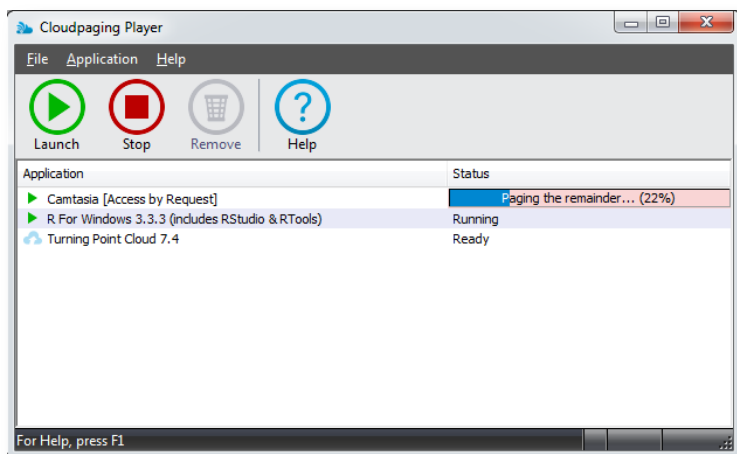 Cloudpaging Player
File Application Help
Launch Stop Remove Help
Application Status
Camtasia [Access by Request] Paging the remainder... (22%)
R For Windows 3.3.3 (includes RStudio & RTools) Running
Turning Point Cloud 7.4 Ready
For Help, press F1